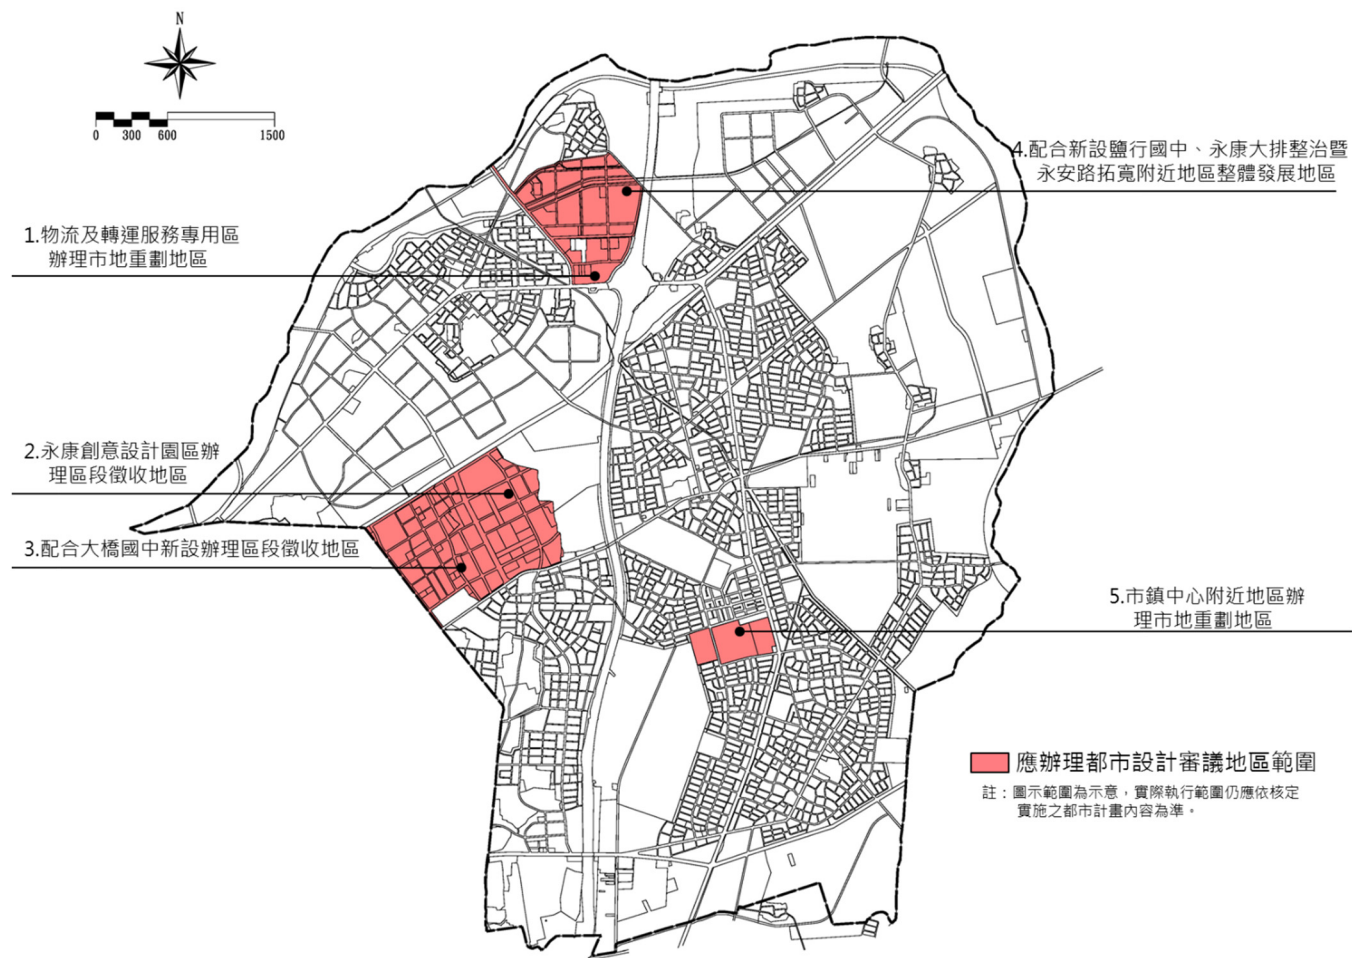 N
0 300 600 1500
4.配合新設鹽行國中、永康大排整治暨
永安路拓寬附近地區整體發展地區
1.物流及轉運服務專用區
辦理市地重劃地區
2.永康創意設計園區辦
理區段徵收地區
3.配合大橋國中新設辦理區段徵收地區
5.市鎮中心附近地區辦
理市地重劃地區
應辦理都市設計審議地區範圍
註：圖示範圍為示意，實際執行範圍仍應依核定
實施之都市計畫內容為準。